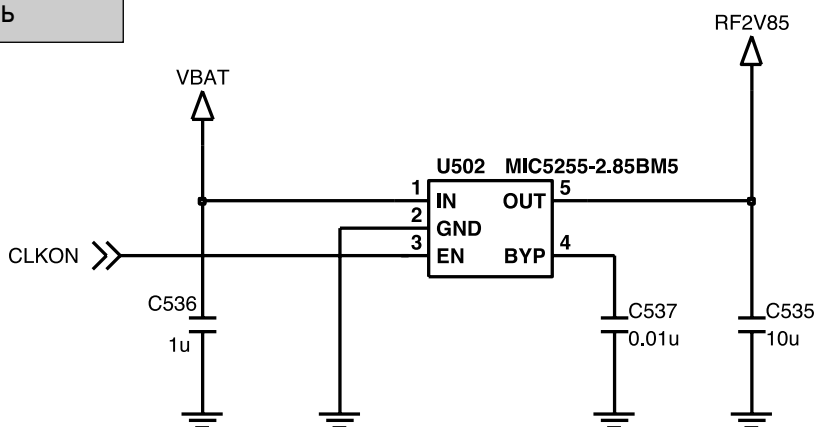 ь
RF2V85
VBAT
U502 MIC5255-2.85BM5
1 IN OUT 5
2 GND
3 EN BYP 4
CLKON
C536
1u
C537
0.01u
C535
10u